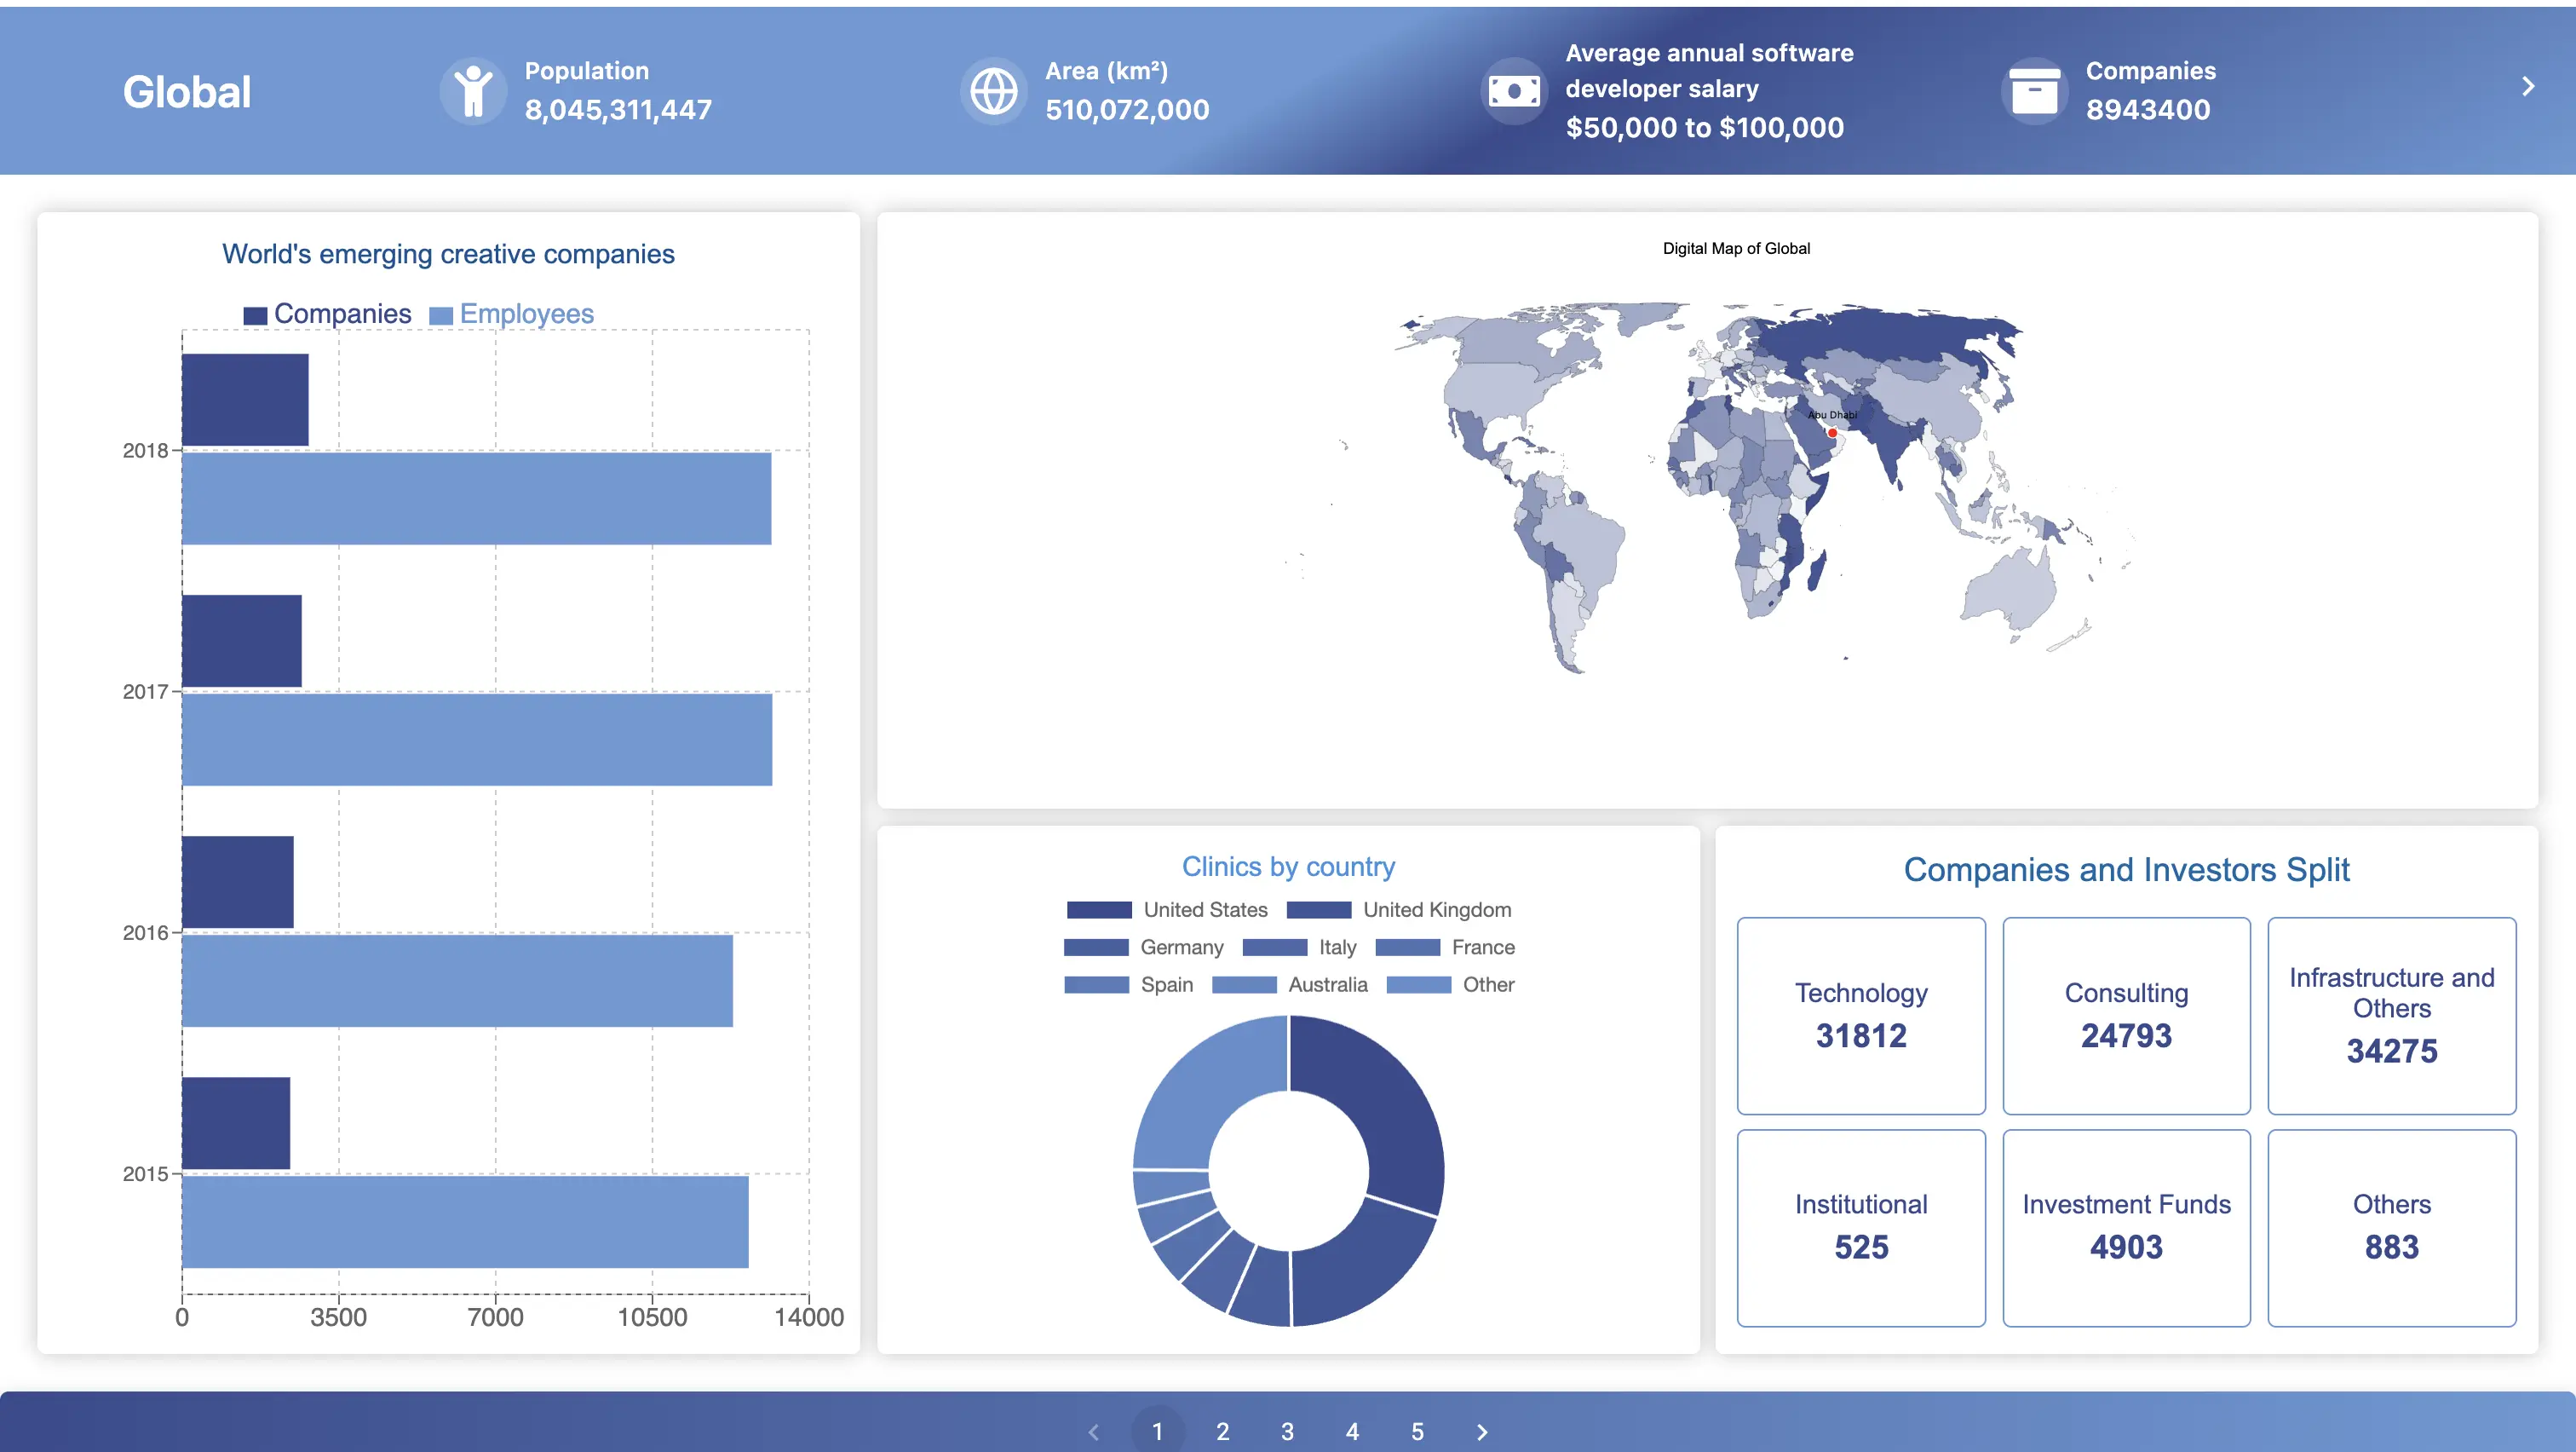 Global
Population
8,045,311,447
Area (km²)
510,072,000
Average annual software
developer salary
$50,000 to $100,000
Companies
8943400
World's emerging creative companies
Companies Employees
2018
2017
2016
2015
0 3500 7000 10500 14000
Digital Map of Global
Abu Dhabi
Clinics by country
United States United Kingdom
Germany Italy France
Spain Australia Other
Companies and Investors Split
Technology
31812
Consulting
24793
Infrastructure and
Others
34275
Institutional
525
Investment Funds
4903
Others
883
1 2 3 4 5